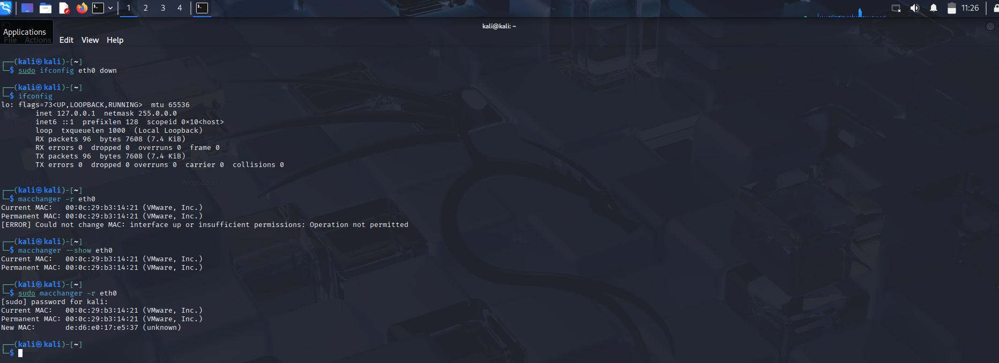 1 2 3 4
11:26
kali@kali: ~
Applications
File Actions Edit View Help
┌──(kali㉿kali)-[~]
└─$ sudo ifconfig eth0 down
┌──(kali㉿kali)-[~]
└─$ ifconfig
lo: flags=73<UP,LOOPBACK,RUNNING>  mtu 65536
        inet 127.0.0.1  netmask 255.0.0.0
        inet6 ::1  prefixlen 128  scopeid 0x10<host>
        loop  txqueuelen 1000  (Local Loopback)
        RX packets 96  bytes 7608 (7.4 KiB)
        RX errors 0  dropped 0  overruns 0  frame 0
        TX packets 96  bytes 7608 (7.4 KiB)
        TX errors 0  dropped 0 overruns 0  carrier 0  collisions 0
Trash
Airgeddon
┌──(kali㉿kali)-[~]
└─$ macchanger -r eth0
Current MAC:   00:0c:29:b3:14:21 (VMware, Inc.)
Permanent MAC: 00:0c:29:b3:14:21 (VMware, Inc.)
[ERROR] Could not change MAC: interface up or insufficient permissions: Operation not permitted
┌──(kali㉿kali)-[~]
└─$ macchanger --show eth0
Current MAC:   00:0c:29:b3:14:21 (VMware, Inc.)
Permanent MAC: 00:0c:29:b3:14:21 (VMware, Inc.)
┌──(kali㉿kali)-[~]
└─$ sudo macchanger -r eth0
[sudo] password for kali:
Current MAC:   00:0c:29:b3:14:21 (VMware, Inc.)
Permanent MAC: 00:0c:29:b3:14:21 (VMware, Inc.)
New MAC:       de:d6:e0:17:e5:37 (unknown)
┌──(kali㉿kali)-[~]
└─$